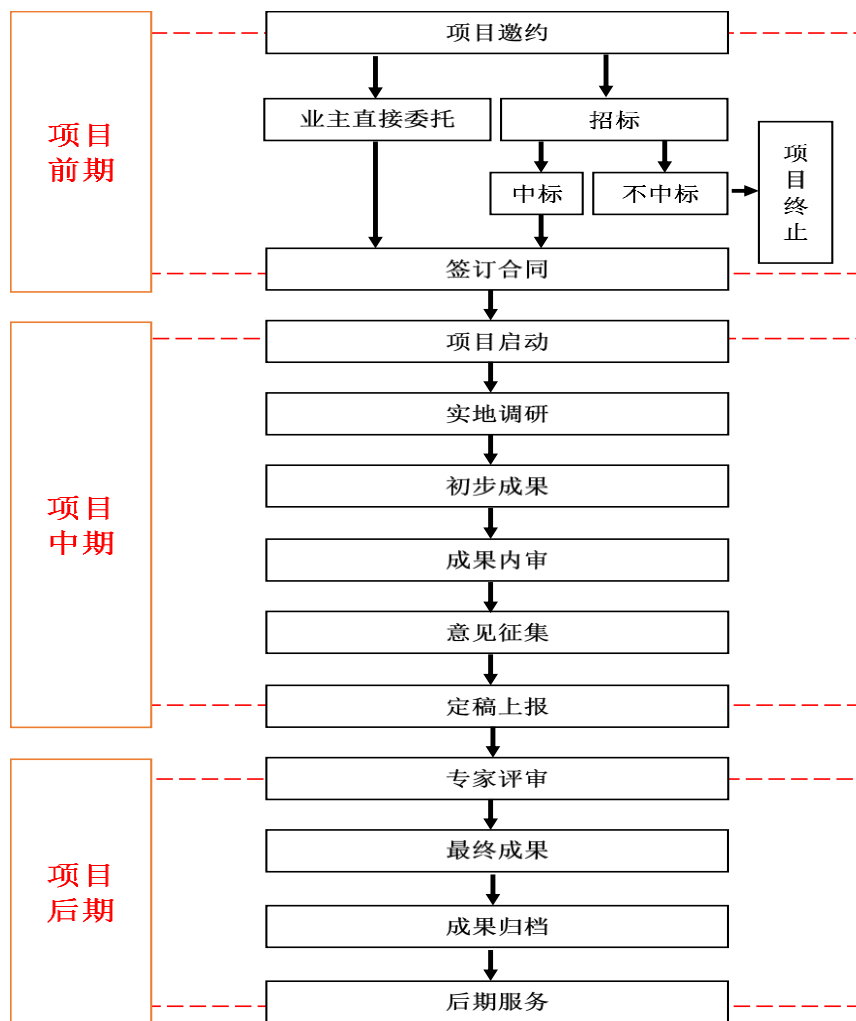 项目邀约
业主直接委托
招标
项目
前期
项
目
终
止
中标
不中标
签订合同
项目启动
实地调研
初步成果
项目
中期
成果内审
意见征集
定稿上报
专家评审
最终成果
项目
后期
成果归档
后期服务